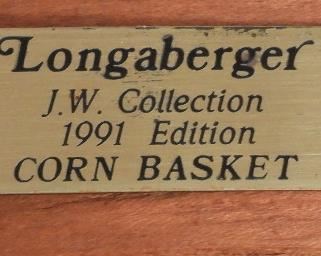 Longaberger
J.W. Collection
1991 Edition
CORN BASKET